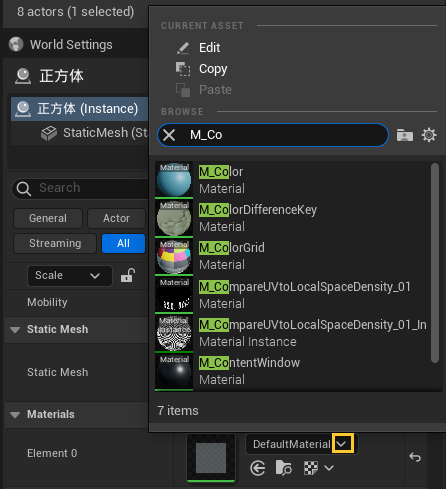 8 actors (1 selected)
World Settings
正方体
正方体 (Instance)
StaticMesh (Sta
Search
General
Actor
Streaming
All
Scale
Mobility
Static Mesh
Static Mesh
Materials
Element 0
CURRENT ASSET
Edit
Copy
Paste
BROWSE
M_Co
Material
M_Color
Material
Material
M_ColorDifferenceKey
Material
Material
M_ColorGrid
Material
Material
M_CompareUVtoLocalSpaceDensity_01
Material
Material Instance
M_CompareUVtoLocalSpaceDensity_01_In
Material Instance
Material
M_ContentWindow
Material
7 items
DefaultMaterial